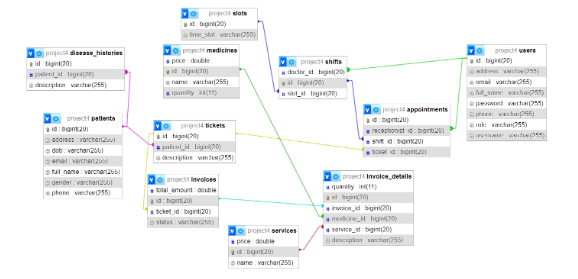 project4 slots
id : bigint(20)
time_slot : varchar(255)
project4 disease_histories
id : bigint(20)
patient_id : bigint(20)
description : varchar(255)
project4 medicines
price : double
id : bigint(20)
name : varchar(255)
quantity : int(11)
project4 shifts
doctor_id : bigint(20)
id : bigint(20)
slot_id : bigint(20)
project4 users
id : bigint(20)
address : varchar(255)
email : varchar(255)
full_name : varchar(255)
password : varchar(255)
phone : varchar(255)
role : varchar(255)
username : varchar(255)
project4 patients
id : bigint(20)
address : varchar(255)
dob : varchar(255)
email : varchar(255)
full_name : varchar(255)
gender : varchar(255)
phone : varchar(255)
project4 tickets
id : bigint(20)
patient_id : bigint(20)
description : varchar(255)
project4 appointments
id : bigint(20)
receptionist_id : bigint(20)
shift_id : bigint(20)
ticket_id : bigint(20)
project4 invoices
total_amount : double
id : bigint(20)
ticket_id : bigint(20)
status : varchar(255)
project4 invoice_details
quantity : int(11)
id : bigint(20)
invoice_id : bigint(20)
medicine_id : bigint(20)
service_id : bigint(20)
description : varchar(255)
project4 services
price : double
id : bigint(20)
name : varchar(255)